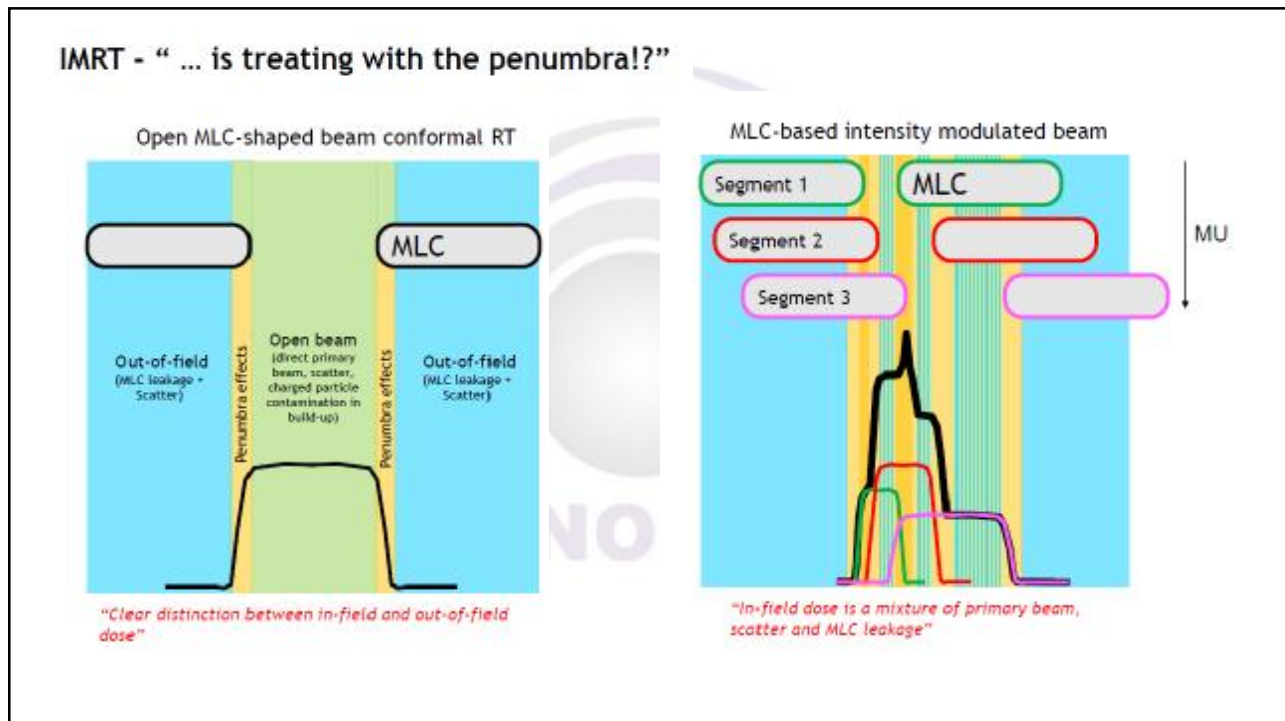 IMRT - “ ... is treating with the penumbra!?”
Open MLC-shaped beam conformal RT
MLC
Out-of-field
(MLC leakage +
Scatter)
Penumbra effects
Open beam
(direct primary
beam, scatter,
charged particle
contamination in
build-up)
Penumbra effects
Out-of-field
(MLC leakage +
Scatter)
“Clear distinction between in-field and out-of-field
dose”
MLC-based intensity modulated beam
Segment 1
MLC
Segment 2
Segment 3
MU
“In-field dose is a mixture of primary beam,
scatter and MLC leakage”
NO